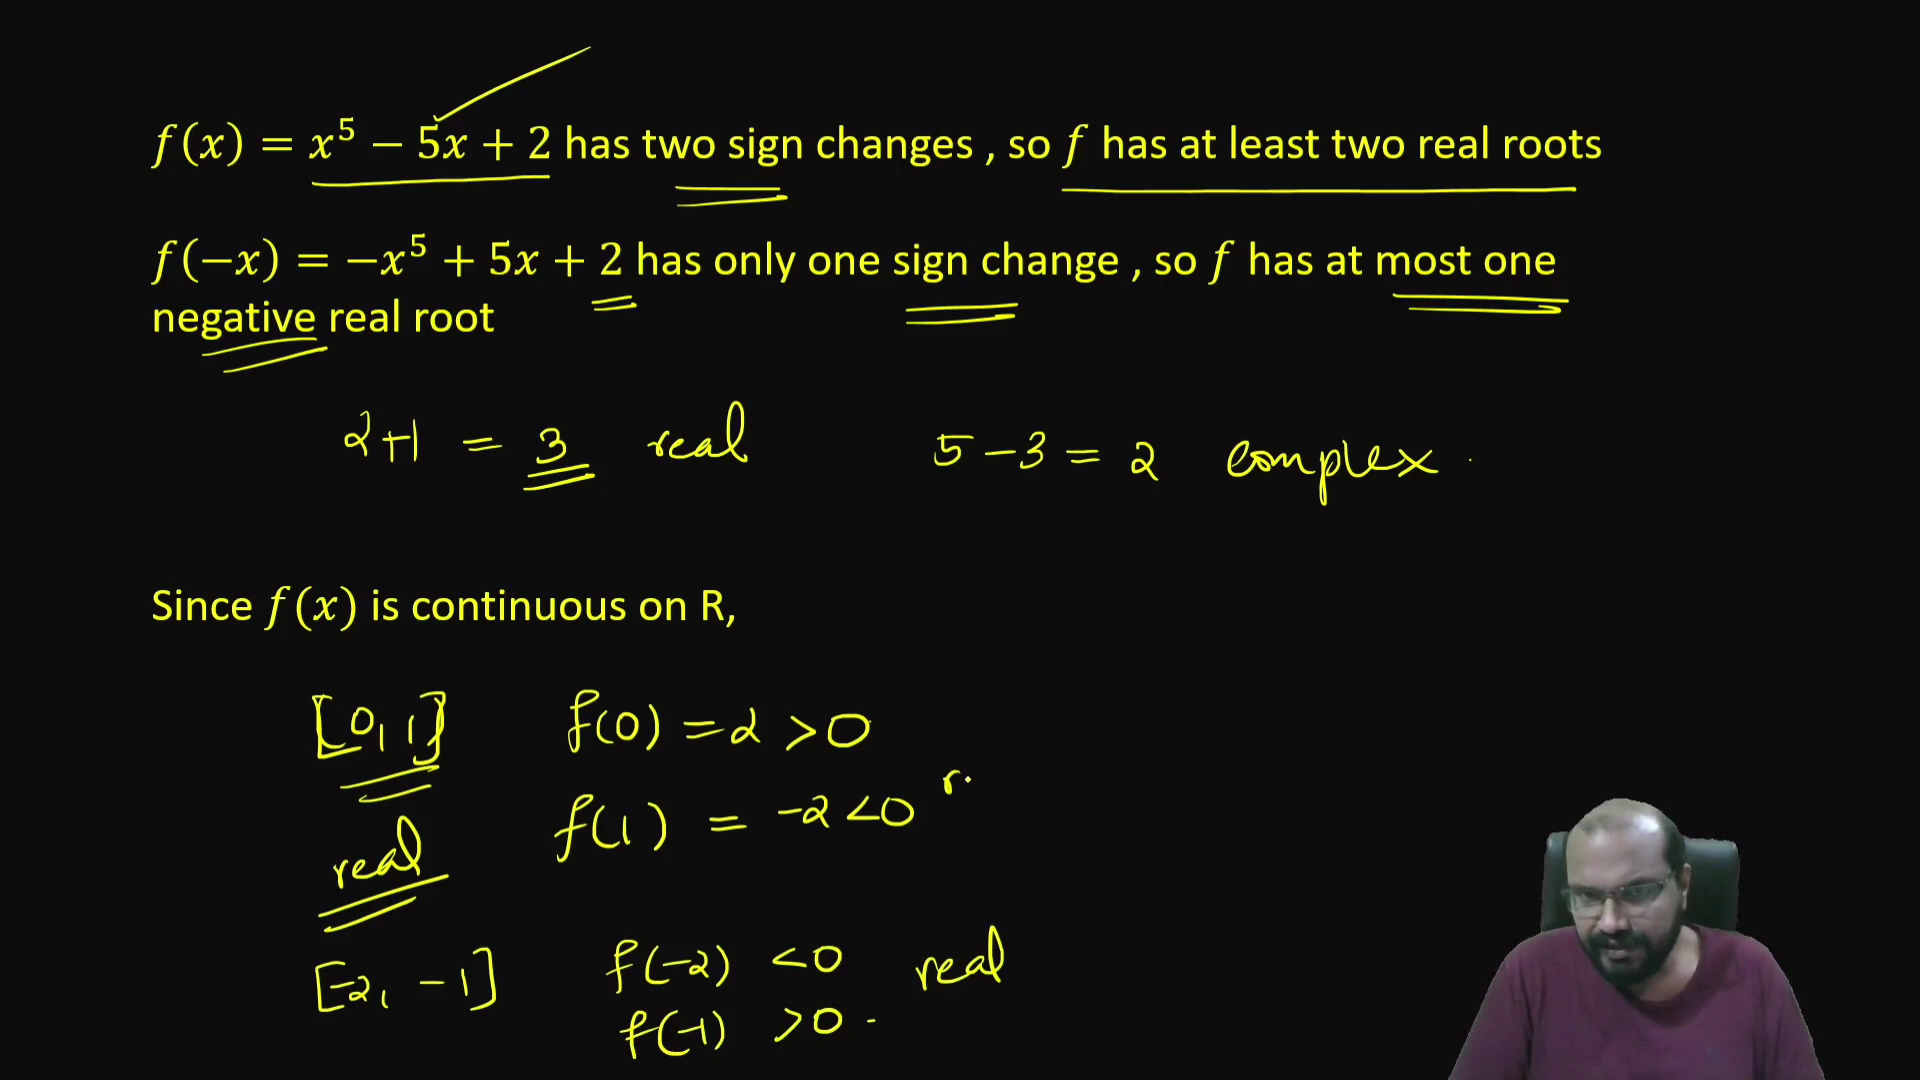 f(x) = x⁵ − 5x + 2 has two sign changes , so f has at least two real roots
f(−x) = −x⁵ + 5x + 2 has only one sign change , so f has at most one
negative real root
2+1 = 3 real 5−3 = 2 complex
Since f(x) is continuous on R,
[0, 1] f(0) = 2 > 0
f(1) = -2 < 0 r.
real
[-2, -1] f(-2) < 0 real
f(-1) > 0